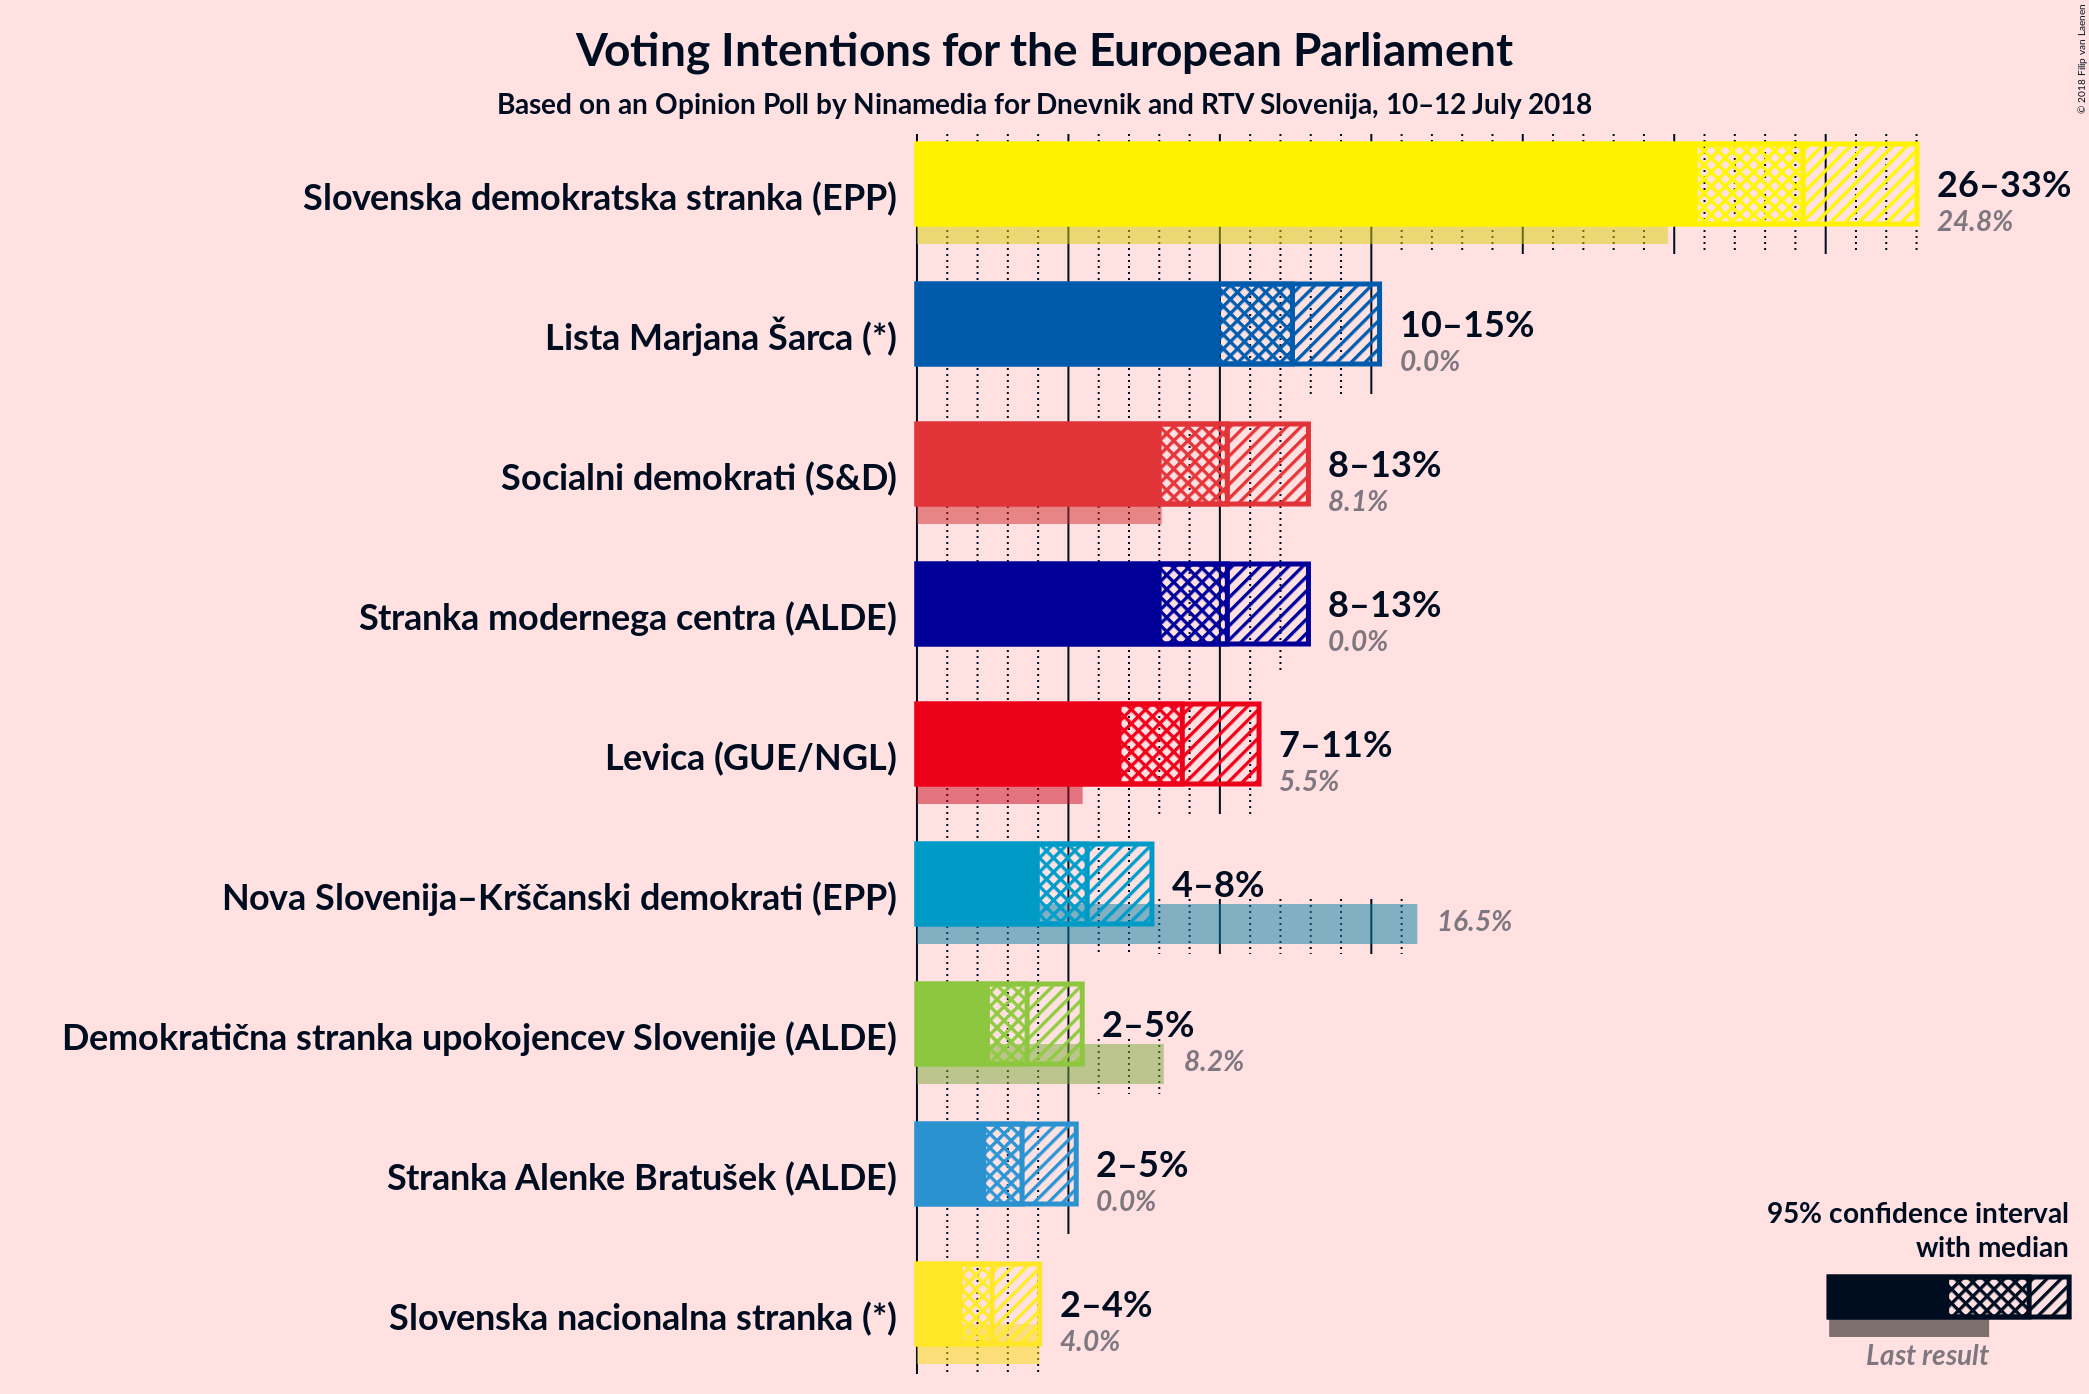 Voting Intentions for the European Parliament
Based on an Opinion Poll by Ninamedia for Dnevnik and RTV Slovenija, 10–12 July 2018
© 2018 Filip van Laenen
Slovenska demokratska stranka (EPP)
26–33%
24.8%
Lista Marjana Šarca (*)
10–15%
0.0%
Socialni demokrati (S&D)
8–13%
8.1%
Stranka modernega centra (ALDE)
8–13%
0.0%
Levica (GUE/NGL)
7–11%
5.5%
Nova Slovenija–Krščanski demokrati (EPP)
4–8%
16.5%
Demokratična stranka upokojencev Slovenije (ALDE)
2–5%
8.2%
Stranka Alenke Bratušek (ALDE)
2–5%
0.0%
Slovenska nacionalna stranka (*)
2–4%
4.0%
95% confidence interval
with median
Last result